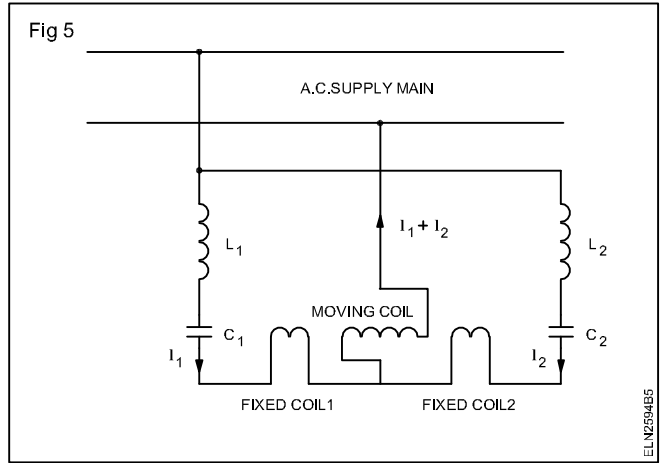 Fig 5
A.C.SUPPLY MAIN
I₁ + I₂
L₁
L₂
MOVING COIL
C₁
C₂
I₁
I₂
FIXED COIL1
FIXED COIL2
ELN2594B5